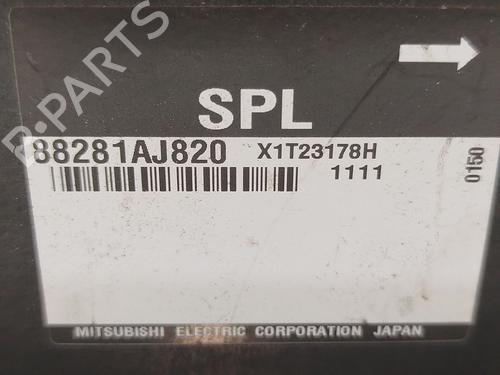 SPL
88281AJ820 X1T23178H
1111
0150
MITSUBISHI ELECTRIC CORPORATION JAPAN
B-PARTS